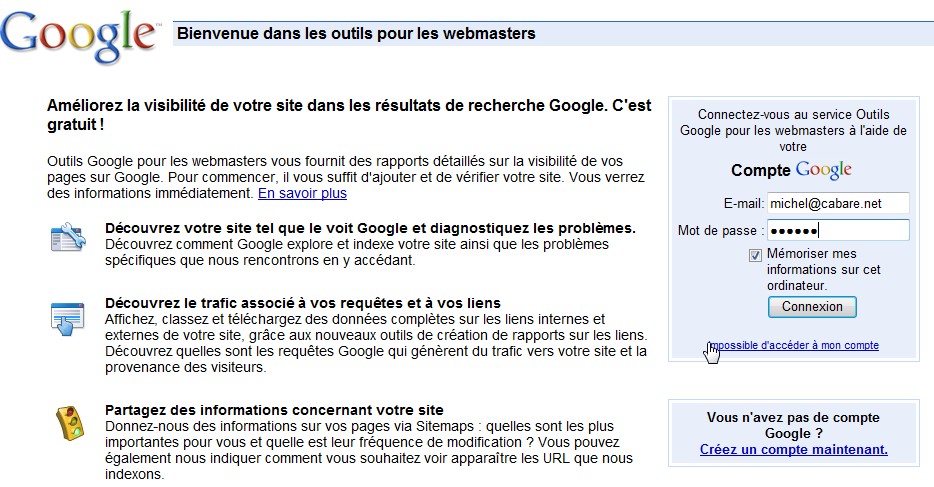 Google™
Bienvenue dans les outils pour les webmasters
Améliorez la visibilité de votre site dans les résultats de recherche Google. C'est
gratuit !
Outils Google pour les webmasters vous fournit des rapports détaillés sur la visibilité de vos
pages sur Google. Pour commencer, il vous suffit d'ajouter et de vérifier votre site. Vous verrez
des informations immédiatement. En savoir plus
Découvrez votre site tel que le voit Google et diagnostiquez les problèmes.
Découvrez comment Google explore et indexe votre site ainsi que les problèmes
spécifiques que nous rencontrons en y accédant.
Découvrez le trafic associé à vos requêtes et à vos liens
Affichez, classez et téléchargez des données complètes sur les liens internes et
externes de votre site, grâce aux nouveaux outils de création de rapports sur les liens.
Découvrez quelles sont les requêtes Google qui génèrent du trafic vers votre site et la
provenance des visiteurs.
Partagez des informations concernant votre site
Donnez-nous des informations sur vos pages via Sitemaps : quelles sont les plus
importantes pour vous et quelle est leur fréquence de modification ? Vous pouvez
également nous indiquer comment vous souhaitez voir apparaître les URL que nous
indexons.
Connectez-vous au service Outils
Google pour les webmasters à l'aide de
votre
Compte Google
E-mail: michel@cabare.net
Mot de passe : ••••••
Mémoriser mes
informations sur cet
ordinateur.
Connexion
Impossible d'accéder à mon compte
Vous n'avez pas de compte
Google ?
Créez un compte maintenant.